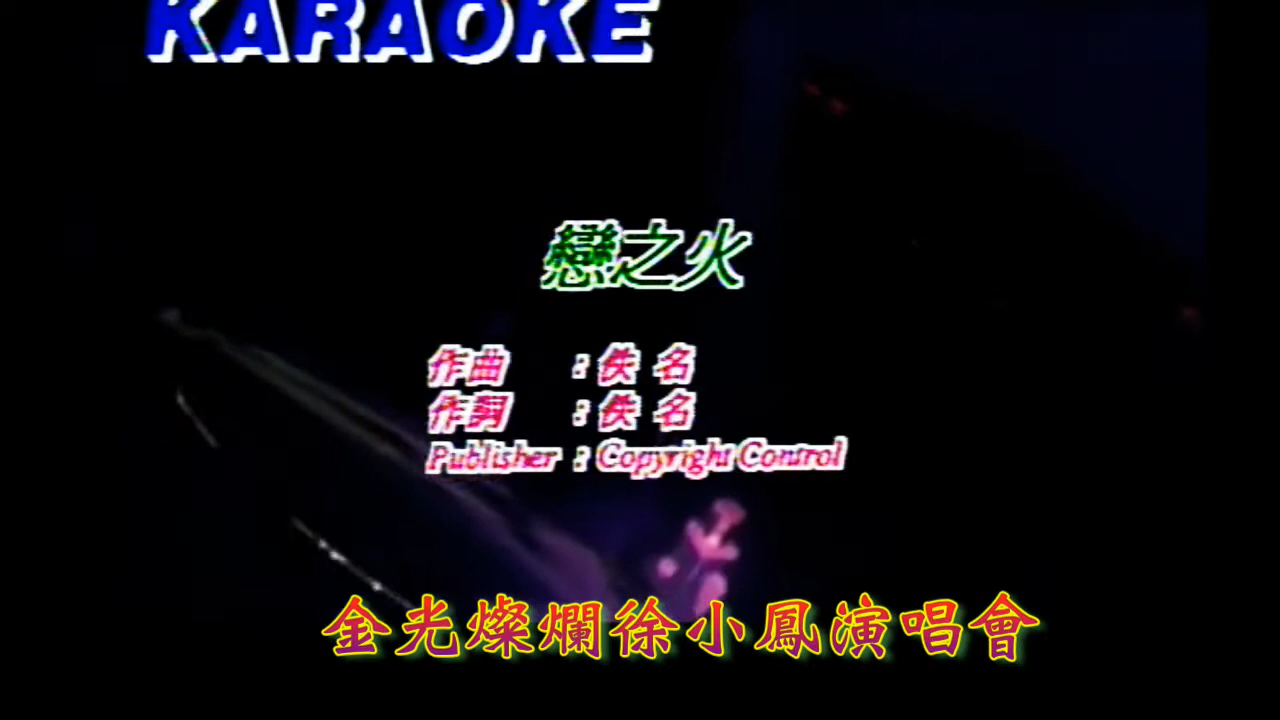 KARAOKE
戀之火
作曲 : 佚 名
作詞 : 佚 名
Publisher : Copyright Control
金光燦爛徐小鳳演唱會